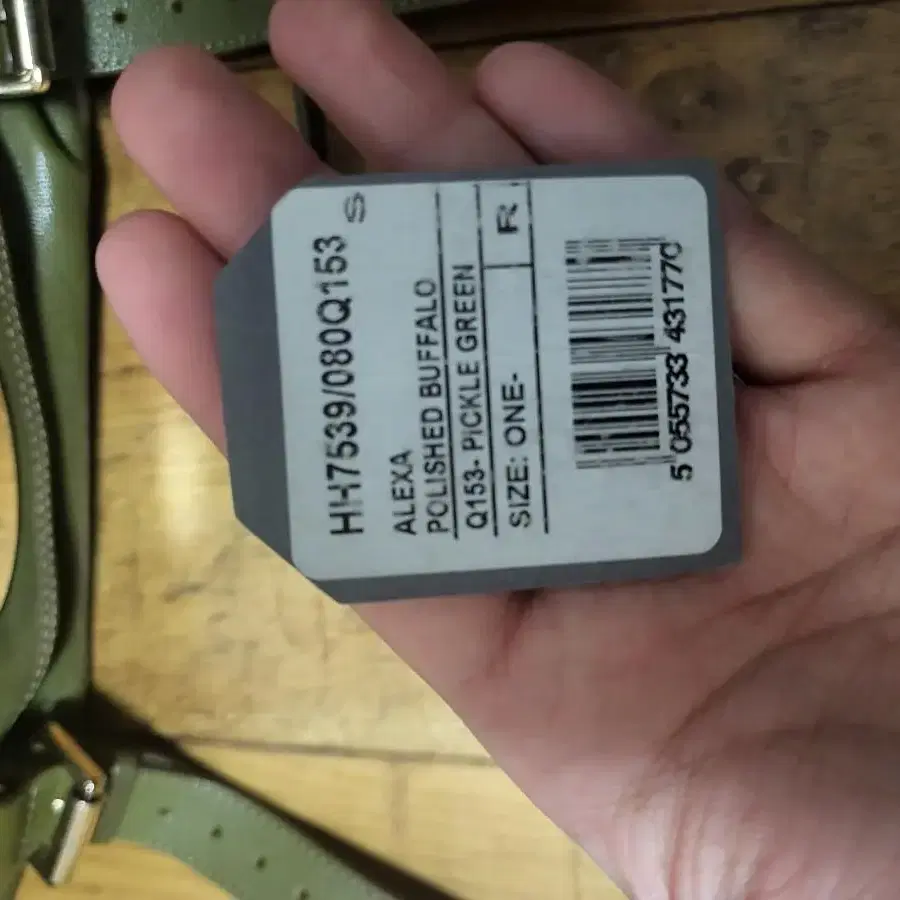 HH7539/080Q153 S
ALEXA
POLISHED BUFFALO
Q153- PICKLE GREEN
SIZE: ONE- R
5 055733 431770